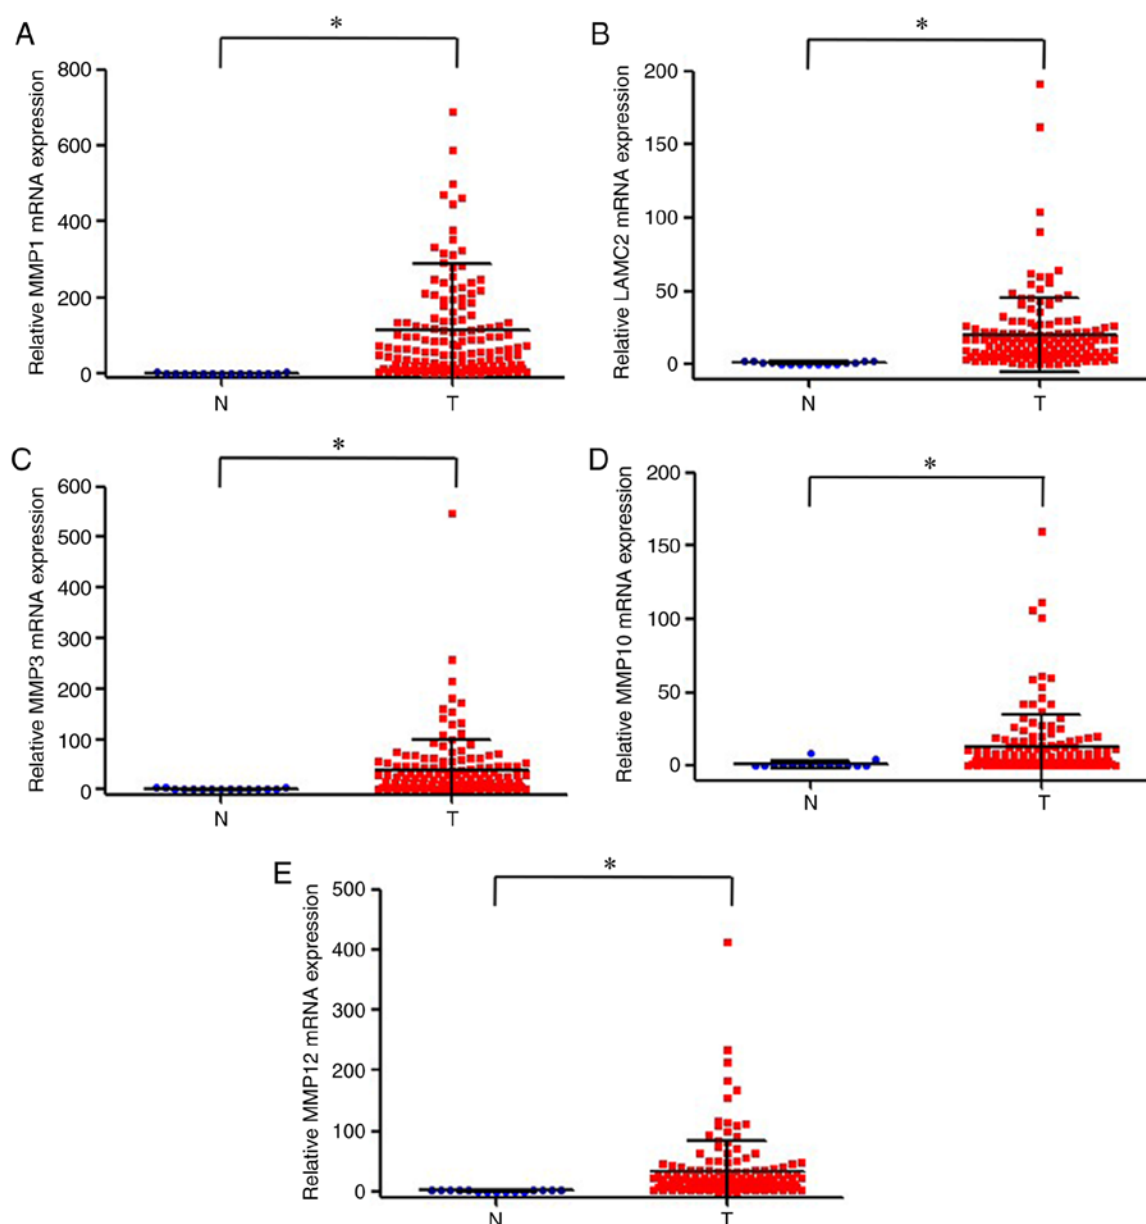 A
*
Relative MMP1 mRNA expression
800
600
400
200
0
N
T
B
*
Relative LAMC2 mRNA expression
200
150
100
50
0
N
T
C
*
Relative MMP3 mRNA expression
600
500
400
300
200
100
0
N
T
D
*
Relative MMP10 mRNA expression
200
150
100
50
0
N
T
E
*
Relative MMP12 mRNA expression
500
400
300
200
100
0
N
T